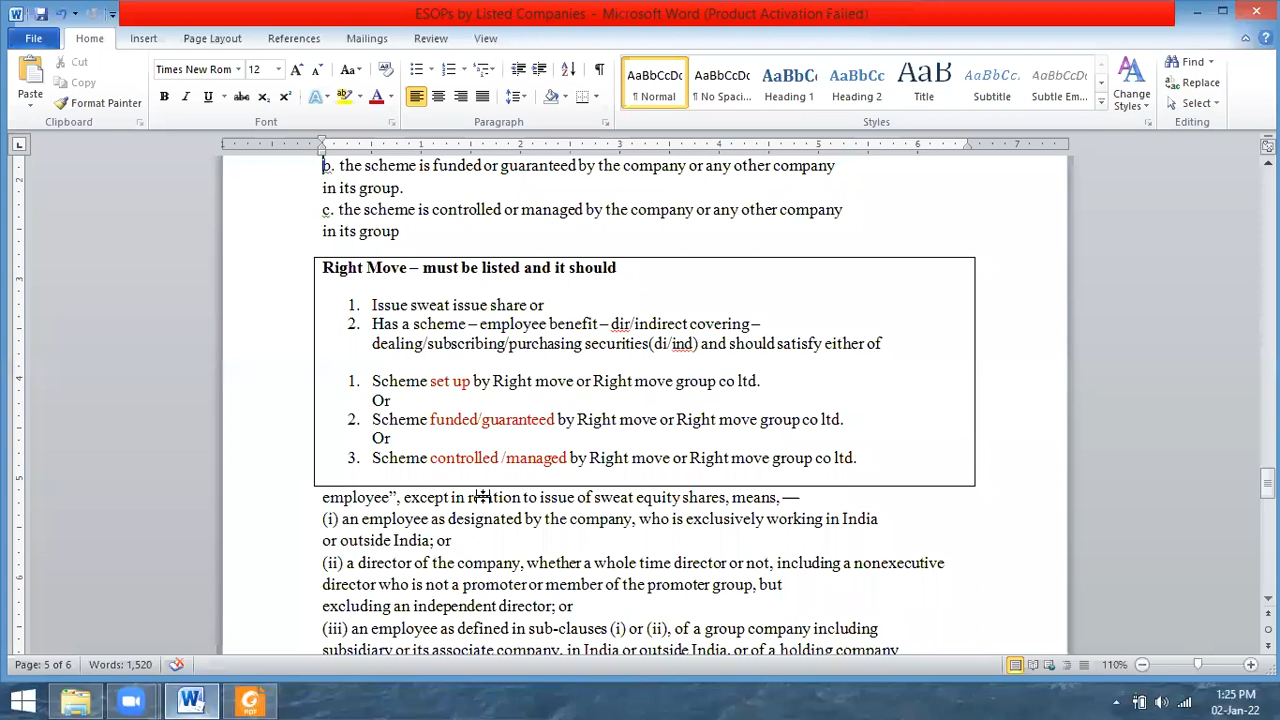 ESOPs by Listed Companies - Microsoft Word (Product Activation Failed)
File Home Insert Page Layout References Mailings Review View
Paste
Cut
Copy
Format Painter
Clipboard
Times New Rom 12
B I U abc x₂ x²
Font
Paragraph
AaBbCcDc AaBbCcDc AaBbC AaBbCc AaB AaBbCcL AaBbCcDc
¶ Normal ¶ No Spaci... Heading 1 Heading 2 Title Subtitle Subtle Em...
Styles
Change Styles
Find
Replace
Select
Editing
1 2 3 4 5 6 7
b. the scheme is funded or guaranteed by the company or any other company
in its group.
c. the scheme is controlled or managed by the company or any other company
in its group
Right Move – must be listed and it should
1. Issue sweat issue share or
2. Has a scheme – employee benefit – dir/indirect covering –
dealing/subscribing/purchasing securities(di/ind) and should satisfy either of
1. Scheme set up by Right move or Right move group co ltd.
Or
2. Scheme funded/guaranteed by Right move or Right move group co ltd.
Or
3. Scheme controlled /managed by Right move or Right move group co ltd.
employee”, except in relation to issue of sweat equity shares, means, —
(i) an employee as designated by the company, who is exclusively working in India
or outside India; or
(ii) a director of the company, whether a whole time director or not, including a nonexecutive
director who is not a promoter or member of the promoter group, but
excluding an independent director; or
(iii) an employee as defined in sub-clauses (i) or (ii), of a group company including
subsidiary or its associate company, in India or outside India, or of a holding company
Page: 5 of 6 Words: 1,520 110%
1:25 PM
02-Jan-22